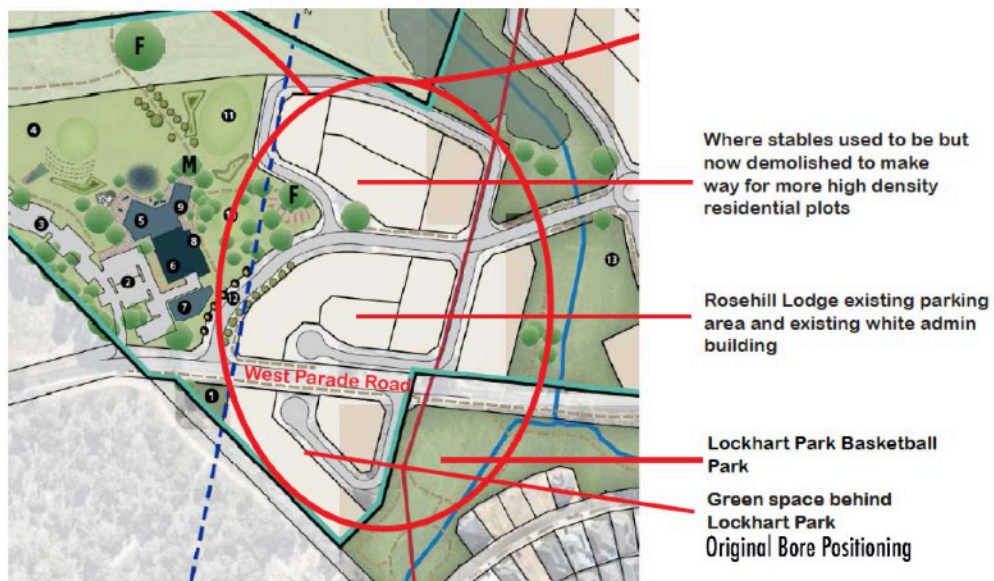 F
4
11
M
F
9
3
5
10
8
2
6
7
12
13
1
West Parade Road
Where stables used to be but
now demolished to make
way for more high density
residential plots
Rosehill Lodge existing parking
area and existing white admin
building
Lockhart Park Basketball
Park
Green space behind
Lockhart Park
Original Bore Positioning